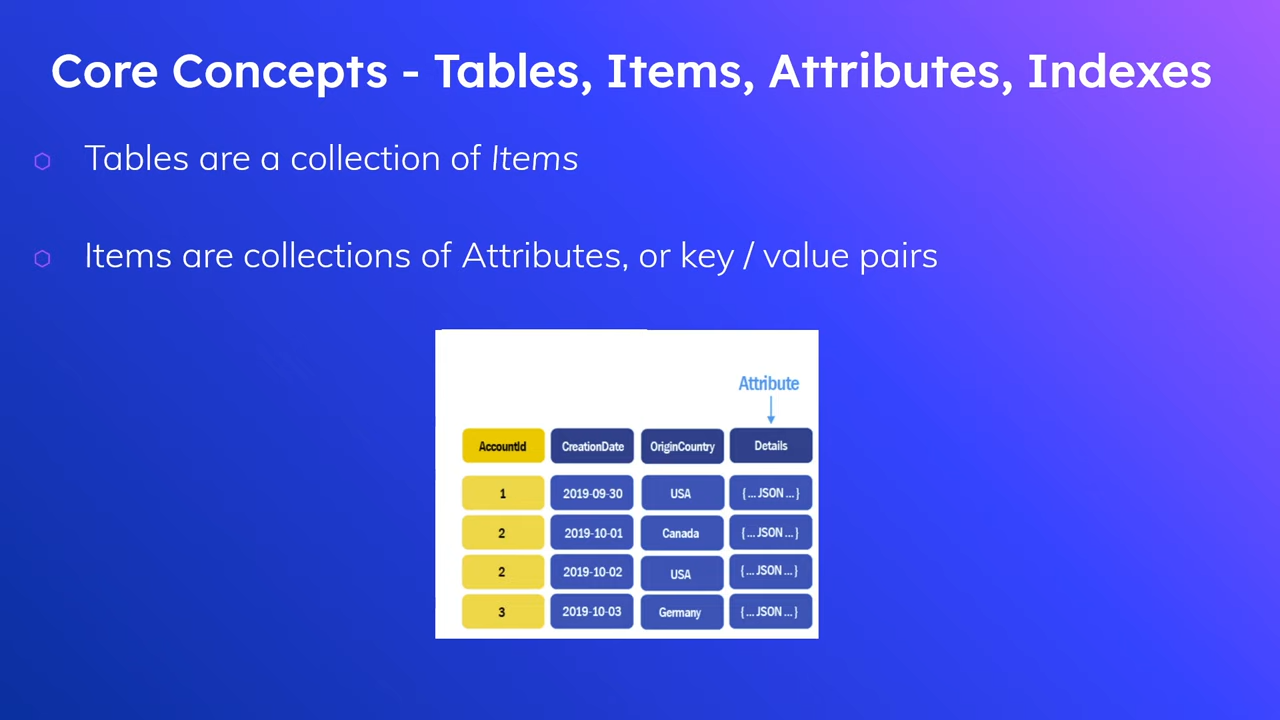 Core Concepts - Tables, Items, Attributes, Indexes
Tables are a collection of Items
Items are collections of Attributes, or key / value pairs
Attribute
AccountId CreationDate OriginCountry Details
1 2019-09-30 USA { ... JSON ... }
2 2019-10-01 Canada { ... JSON ... }
2 2019-10-02 USA { ... JSON ... }
3 2019-10-03 Germany { ... JSON ... }